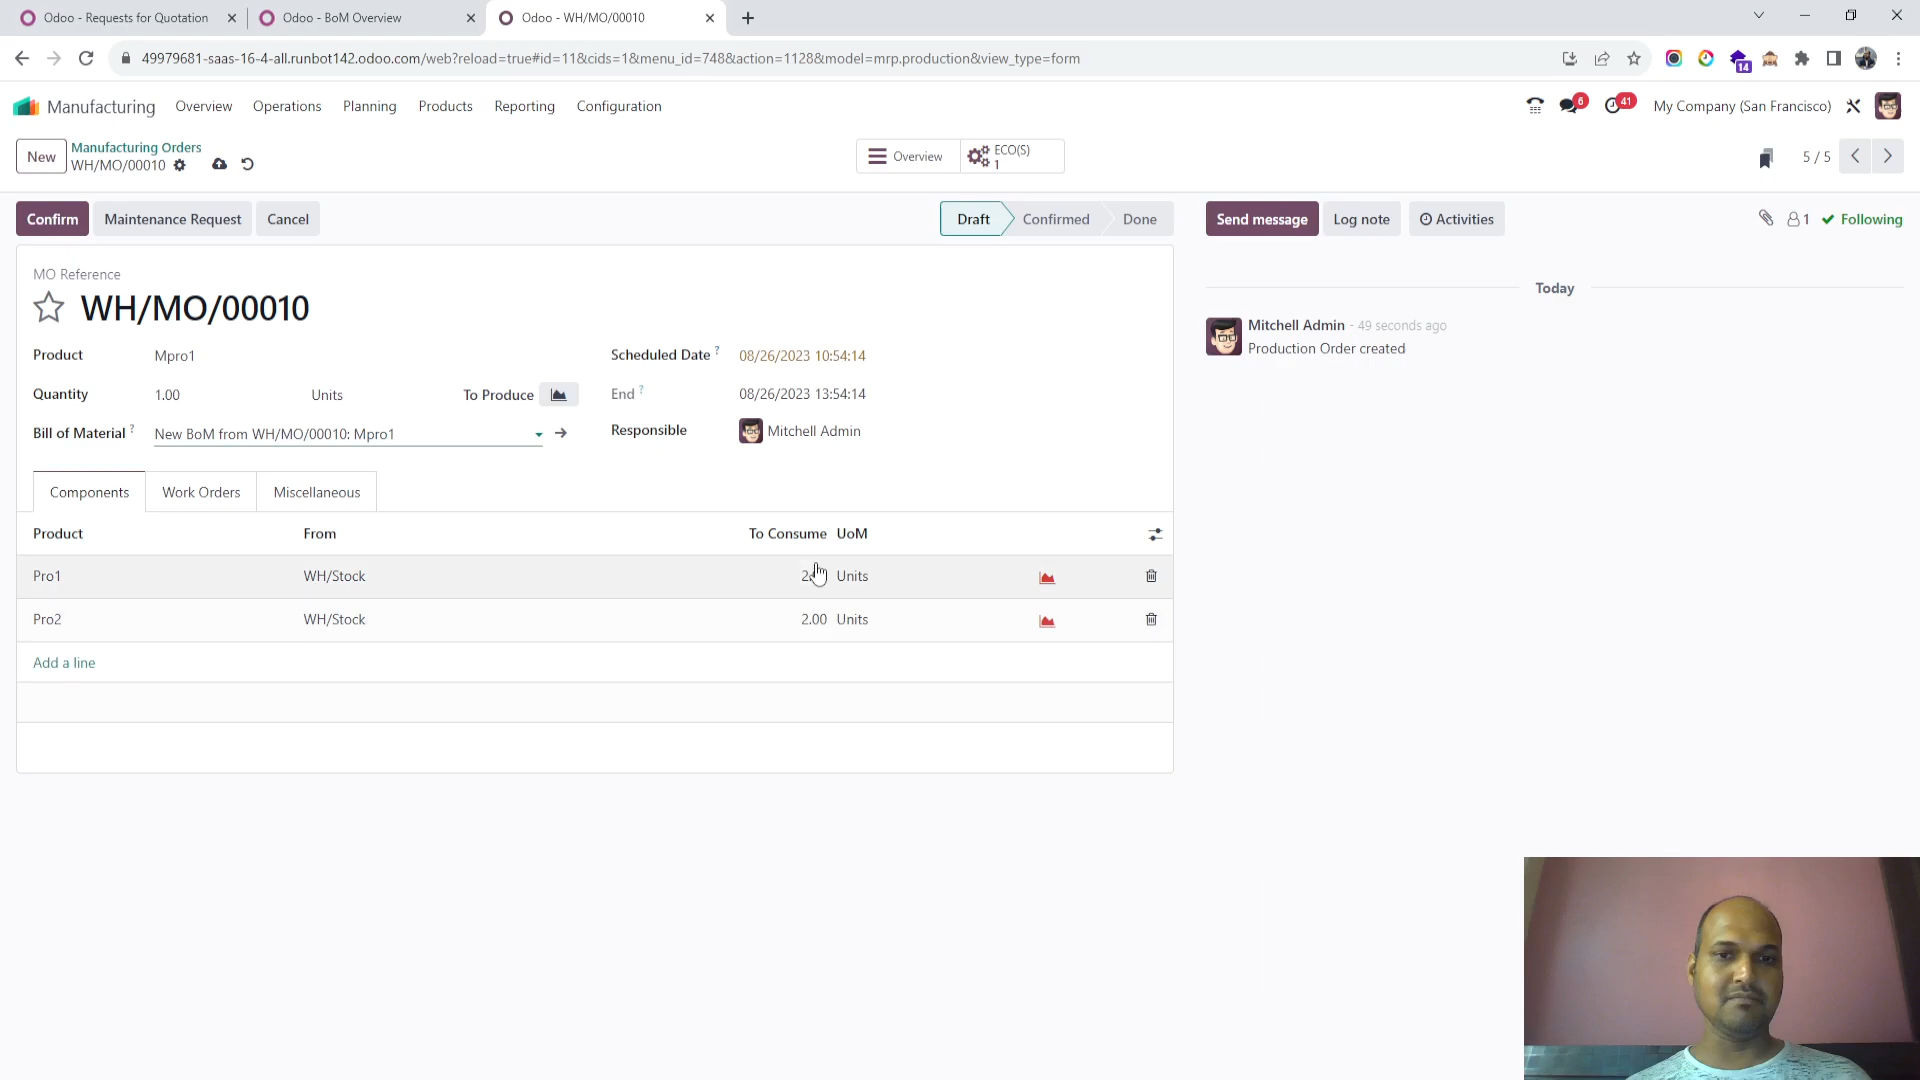 Odoo - Requests for Quotation
Odoo - BoM Overview
Odoo - WH/MO/00010
49979681-saas-16-4-all.runbot142.odoo.com/web?reload=true#id=11&cids=1&menu_id=748&action=1128&model=mrp.production&view_type=form
14
Manufacturing Overview Operations Planning Products Reporting Configuration
6 41 My Company (San Francisco)
New
Manufacturing Orders
WH/MO/00010
Overview
ECO(S)
1
5 / 5
Confirm Maintenance Request Cancel
Draft Confirmed Done
Send message Log note Activities
1 Following
MO Reference
WH/MO/00010
Product Mpro1
Quantity 1.00 Units To Produce
Bill of Material ? New BoM from WH/MO/00010: Mpro1
Scheduled Date ? 08/26/2023 10:54:14
End ? 08/26/2023 13:54:14
Responsible Mitchell Admin
Components Work Orders Miscellaneous
Product From To Consume UoM
Pro1 WH/Stock Units
Pro2 WH/Stock 2.00 Units
Add a line
Today
Mitchell Admin - 49 seconds ago
Production Order created